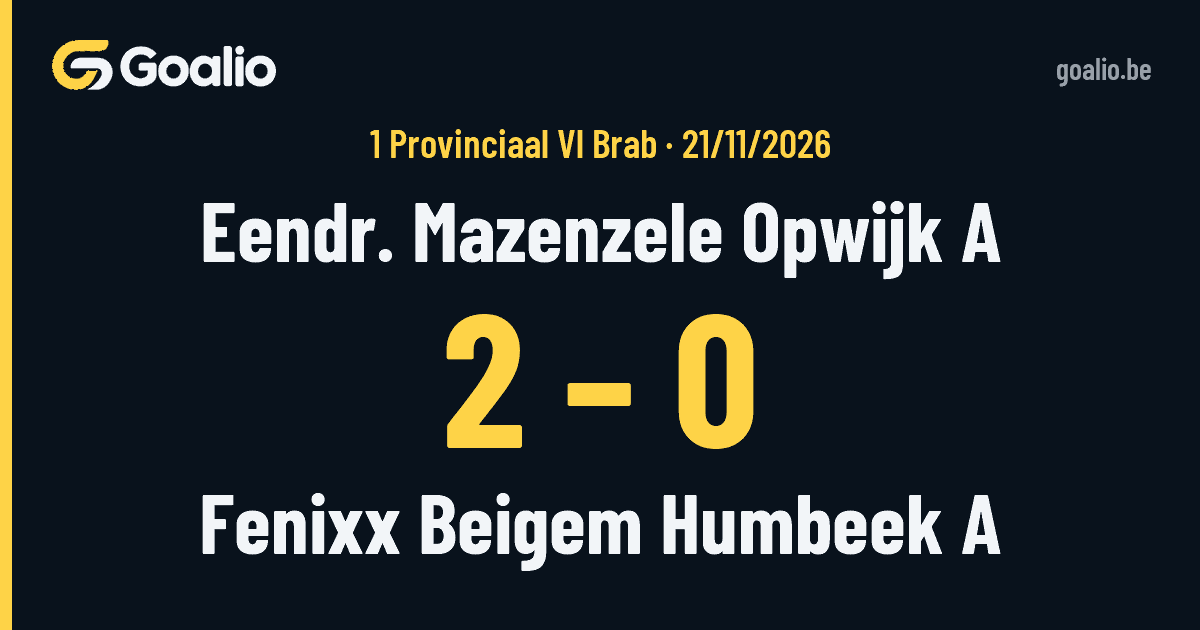 Goalio
goalio.be
1 Provinciaal Vl Brab · 21/11/2026
Eendr. Mazenzele Opwijk A
2 - 0
Fenixx Beigem Humbeek A